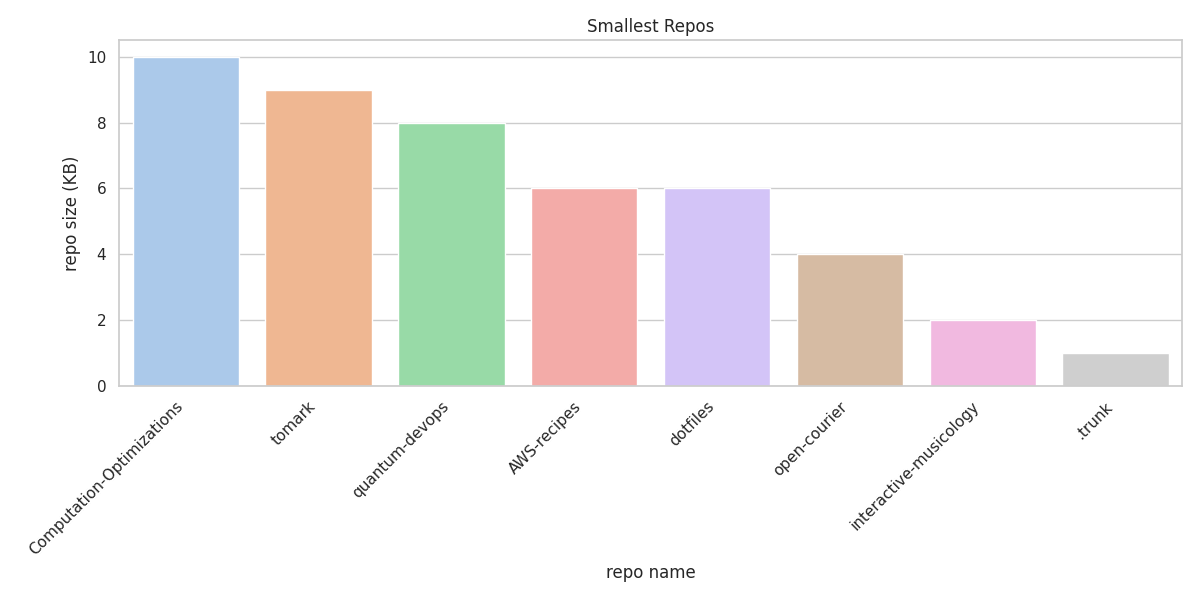 Smallest Repos
repo size (KB)
10
8
6
4
2
0
Computation-Optimizations
tomark
quantum-devops
AWS-recipes
dotfiles
open-courier
interactive-musicology
.trunk
repo name